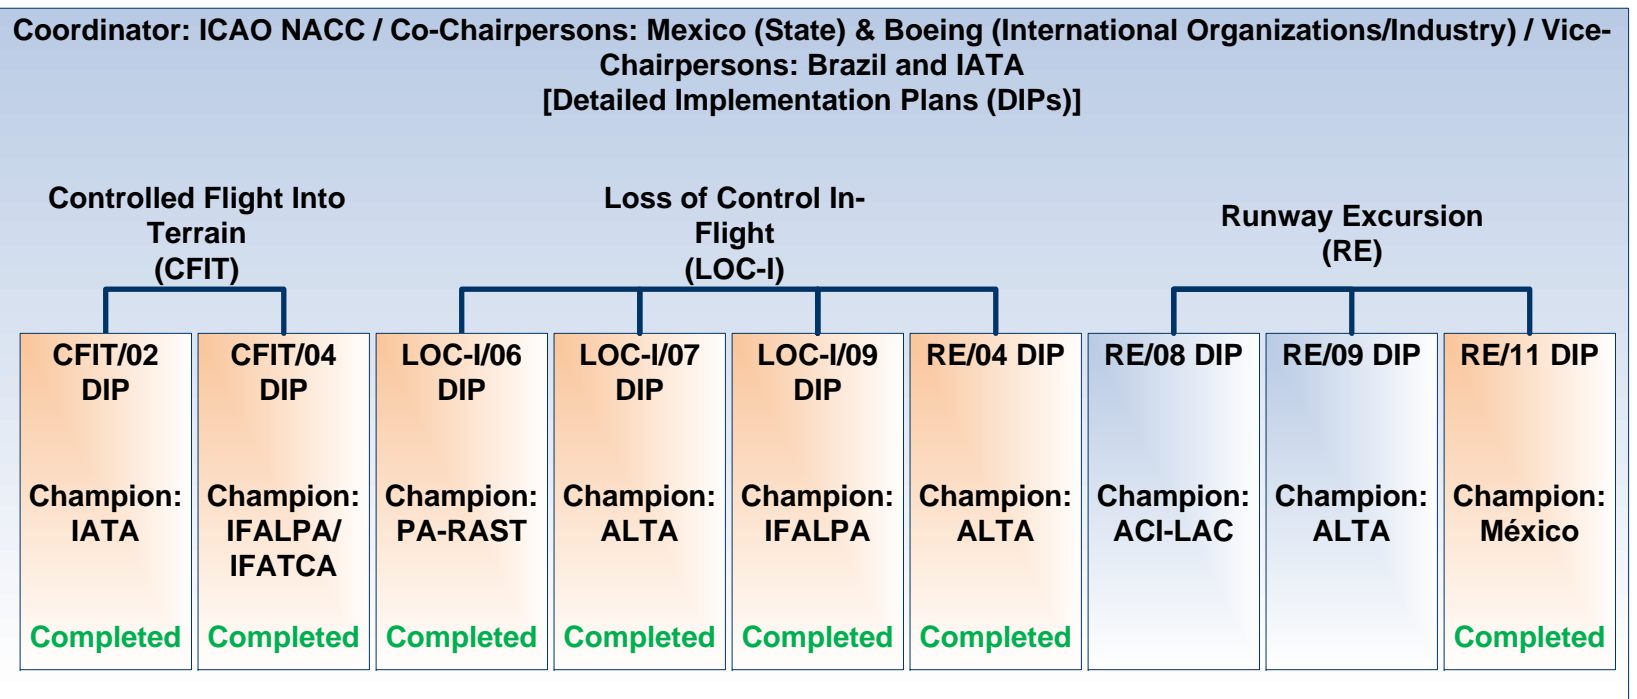 Coordinator: ICAO NACC / Co-Chairpersons: Mexico (State) & Boeing (International Organizations/Industry) / Vice-
Chairpersons: Brazil and IATA
[Detailed Implementation Plans (DIPs)]
Controlled Flight Into
Terrain
(CFIT)
Loss of Control In-
Flight
(LOC-I)
Runway Excursion
(RE)
CFIT/02
DIP
Champion:
IATA
Completed
CFIT/04
DIP
Champion:
IFALPA/
IFATCA
Completed
LOC-I/06
DIP
Champion:
PA-RAST
Completed
LOC-I/07
DIP
Champion:
ALTA
Completed
LOC-I/09
DIP
Champion:
IFALPA
Completed
RE/04 DIP
Champion:
ALTA
Completed
RE/08 DIP
Champion:
ACI-LAC
RE/09 DIP
Champion:
ALTA
RE/11 DIP
Champion:
México
Completed